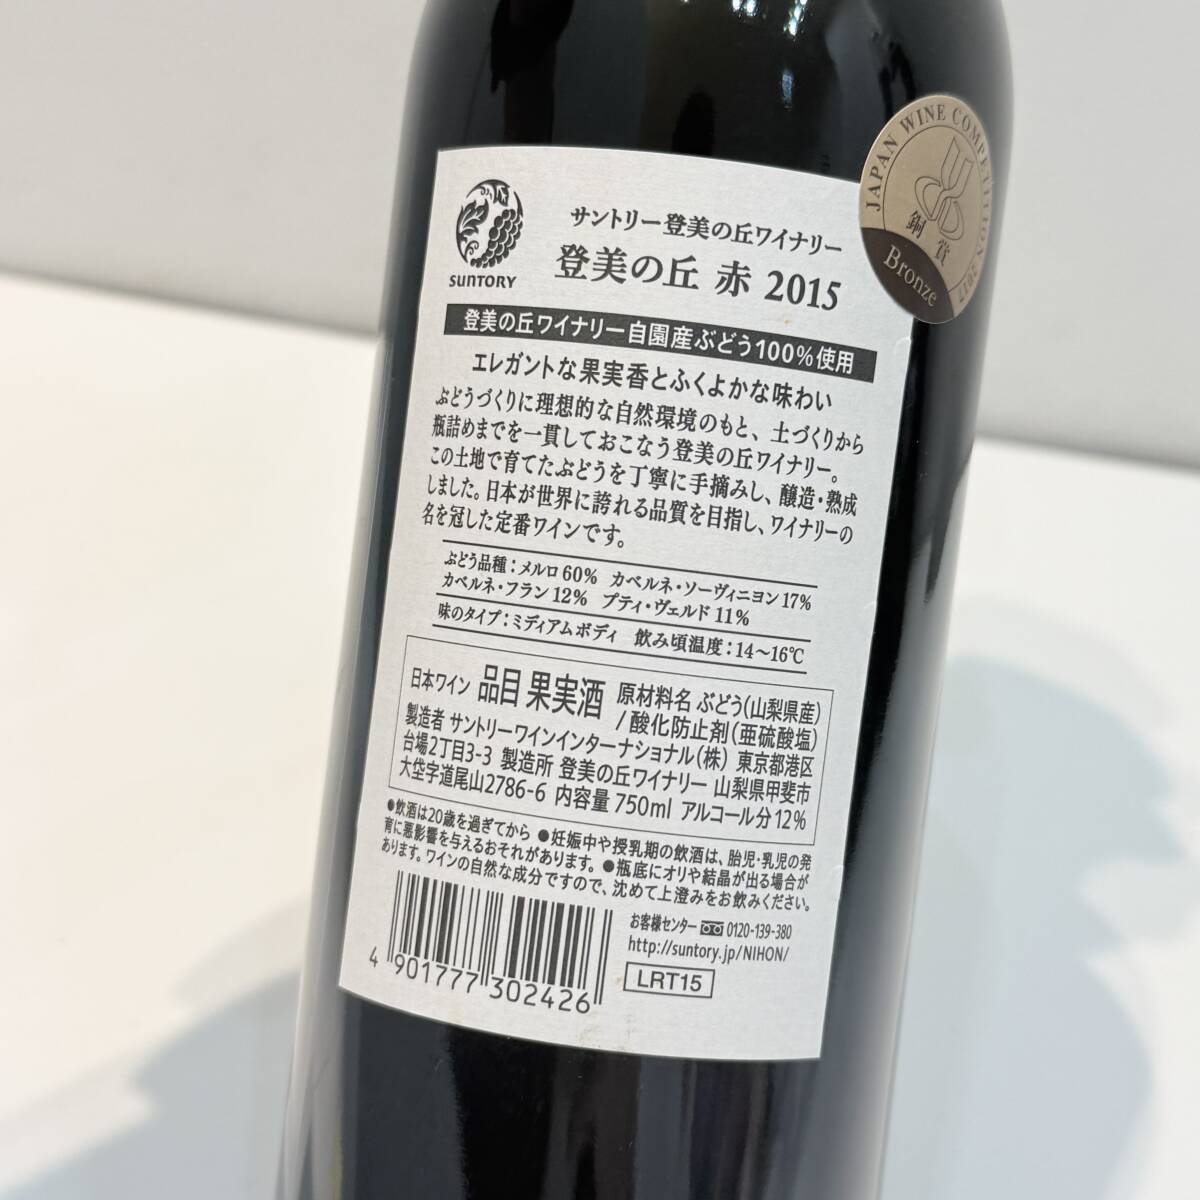 JAPAN WINE COMPETITION 2017
銅賞
Bronze
SUNTORY
サントリー登美の丘ワイナリー
登美の丘 赤 2015
登美の丘ワイナリー自園産ぶどう100%使用
エレガントな果実香とふくよかな味わい
ぶどうづくりに理想的な自然環境のもと、土づくりから
瓶詰めまでを一貫しておこなう登美の丘ワイナリー。
この土地で育てたぶどうを丁寧に手摘みし、醸造・熟成
しました。日本が世界に誇れる品質を目指し、ワイナリーの
名を冠した定番ワインです。
ぶどう品種:メルロ60% カベルネ・ソーヴィニヨン17%
カベルネ・フラン12% プティ・ヴェルド11%
味のタイプ:ミディアムボディ 飲み頃温度:14~16℃
日本ワイン 品目 果実酒 原材料名 ぶどう(山梨県産)
/酸化防止剤(亜硫酸塩)
製造者 サントリーワインインターナショナル(株) 東京都港区
台場2丁目3-3 製造所 登美の丘ワイナリー 山梨県甲斐市
大垈字道尾山2786-6 内容量750ml アルコール分12%
●飲酒は20歳を過ぎてから ●妊娠中や授乳期の飲酒は、胎児・乳児の発
育に悪影響を与えるおそれがあります。●瓶底にオリや結晶が出る場合が
あります。ワインの自然な成分ですので、沈めて上澄みをお飲みください。
お客様センター 0120-139-380
http://suntory.jp/NIHON/
LRT15
4 901777 302426